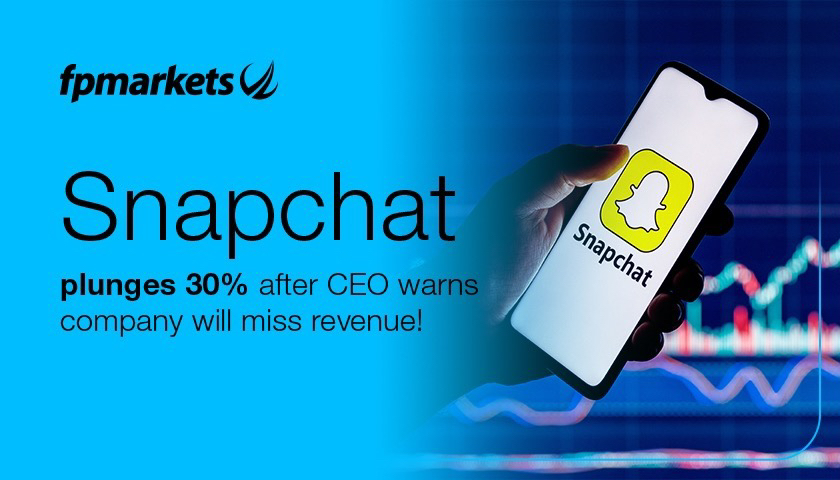 fpmarkets
Snapchat
plunges 30% after CEO warns
company will miss revenue!
Snapchat